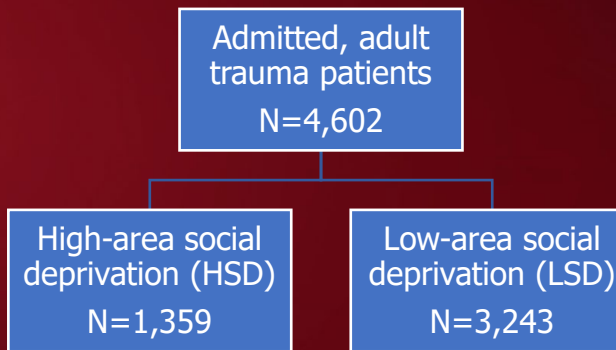 Admitted, adult
trauma patients
N=4,602
High-area social
deprivation (HSD)
N=1,359
Low-area social
deprivation (LSD)
N=3,243